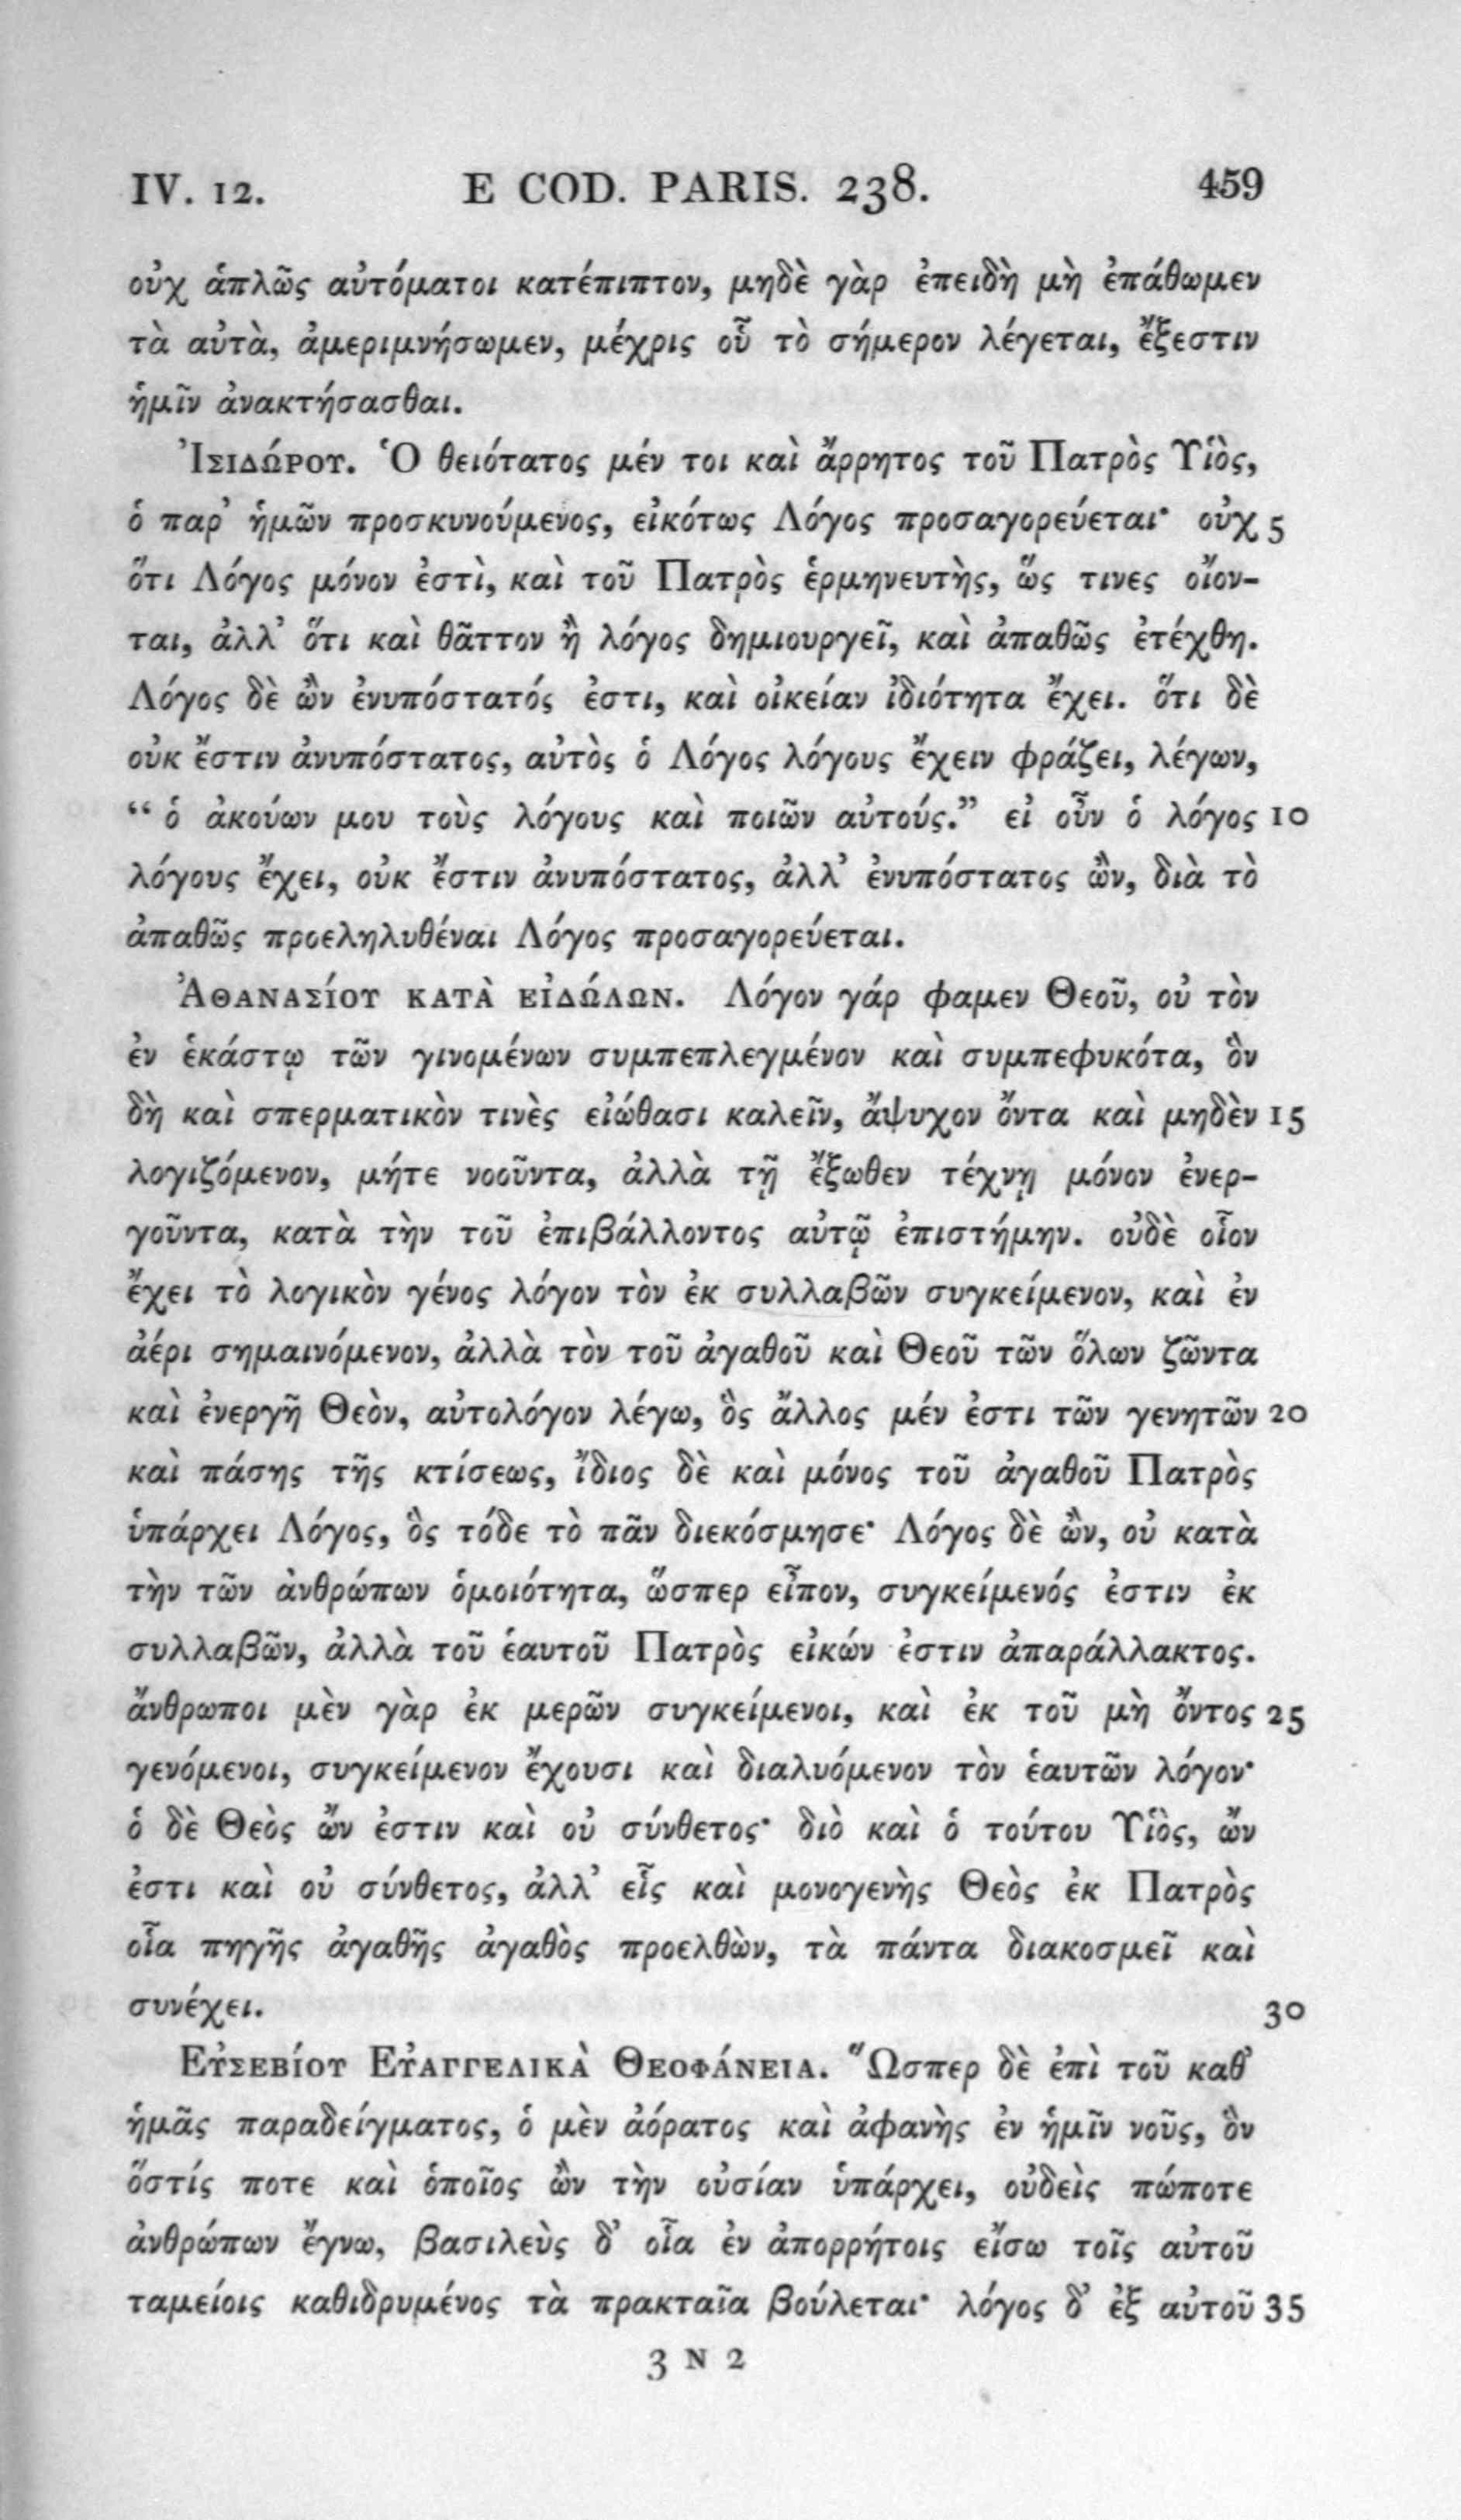 IV. 12. E COD. PARIS. 238. 459
οὐχ ἁπλῶς αὐτόματοι κατέπιπτον, μηδὲ γὰρ ἐπειδὴ μὴ ἐπάθωμεν
τὰ αὐτὰ, ἀμεριμνήσωμεν, μέχρις οὗ τὸ σήμερον λέγεται, ἔξεστιν
ἡμῖν ἀνακτήσασθαι.
ἸΣΙΔΏΡΟΥ. Ὁ θειότατος μέν τοι καὶ ἄρρητος τοῦ Πατρὸς Υἱὸς,
ὁ παρ’ ἡμῶν προσκυνούμενος, εἰκότως Λόγος προσαγορεύεται· οὐχ 5
ὅτι Λόγος μόνον ἐστὶ, καὶ τοῦ Πατρὸς ἑρμηνευτὴς, ὥς τινες οἴον-
ται, ἀλλ’ ὅτι καὶ θᾶττον ἢ λόγος δημιουργεῖ, καὶ ἀπαθῶς ἐτέχθη.
Λόγος δὲ ὢν ἐνυπόστατός ἐστι, καὶ οἰκείαν ἰδιότητα ἔχει. ὅτι δὲ
οὐκ ἔστιν ἀνυπόστατος, αὐτὸς ὁ Λόγος λόγους ἔχειν φράζει, λέγων,
“ ὁ ἀκούων μου τοὺς λόγους καὶ ποιῶν αὐτούς.” εἰ οὖν ὁ λόγος 10
λόγους ἔχει, οὐκ ἔστιν ἀνυπόστατος, ἀλλ’ ἐνυπόστατος ὢν, διὰ τὸ
ἀπαθῶς προεληλυθέναι Λόγος προσαγορεύεται.
ἈΘΑΝΑΣΊΟΥ ΚΑΤᾺ ΕἸΔΏΛΩΝ. Λόγον γάρ φαμεν Θεοῦ, οὐ τὸν
ἐν ἑκάστῳ τῶν γινομένων συμπεπλεγμένον καὶ συμπεφυκότα, ὃν
δὴ καὶ σπερματικὸν τινὲς εἰώθασι καλεῖν, ἄψυχον ὄντα καὶ μηδὲν 15
λογιζόμενον, μήτε νοοῦντα, ἀλλὰ τῇ ἔξωθεν τέχνῃ μόνον ἐνερ-
γοῦντα, κατὰ τὴν τοῦ ἐπιβάλλοντος αὐτῷ ἐπιστήμην. οὐδὲ οἷον
ἔχει τὸ λογικὸν γένος λόγον τὸν ἐκ συλλαβῶν συγκείμενον, καὶ ἐν
ἀέρι σημαινόμενον, ἀλλὰ τὸν τοῦ ἀγαθοῦ καὶ Θεοῦ τῶν ὅλων ζῶντα
καὶ ἐνεργῆ Θεὸν, αὐτολόγον λέγω, ὃς ἄλλος μέν ἐστι τῶν γενητῶν 20
καὶ πάσης τῆς κτίσεως, ἴδιος δὲ καὶ μόνος τοῦ ἀγαθοῦ Πατρὸς
ὑπάρχει Λόγος, ὃς τόδε τὸ πᾶν διεκόσμησε· Λόγος δὲ ὢν, οὐ κατὰ
τὴν τῶν ἀνθρώπων ὁμοιότητα, ὥσπερ εἶπον, συγκείμενός ἐστιν ἐκ
συλλαβῶν, ἀλλὰ τοῦ ἑαυτοῦ Πατρὸς εἰκών ἐστιν ἀπαράλλακτος.
ἄνθρωποι μὲν γὰρ ἐκ μερῶν συγκείμενοι, καὶ ἐκ τοῦ μὴ ὄντος 25
γενόμενοι, συγκείμενον ἔχουσι καὶ διαλυόμενον τὸν ἑαυτῶν λόγον·
ὁ δὲ Θεὸς ὤν ἐστιν καὶ οὐ σύνθετος· διὸ καὶ ὁ τούτου Υἱὸς, ὤν
ἐστι καὶ οὐ σύνθετος, ἀλλ’ εἷς καὶ μονογενὴς Θεὸς ἐκ Πατρὸς
οἷα πηγῆς ἀγαθῆς ἀγαθὸς προελθὼν, τὰ πάντα διακοσμεῖ καὶ
συνέχει. 30
ΕΥ̓ΣΕΒΊΟΥ ΕΥ̓ΑΓΓΕΛΙΚᾺ ΘΕΟΦΆΝΕΙΑ. Ὥσπερ δὲ ἐπὶ τοῦ καθ’
ἡμᾶς παραδείγματος, ὁ μὲν ἀόρατος καὶ ἀφανὴς ἐν ἡμῖν νοῦς, ὃν
ὅστίς ποτε καὶ ὁποῖος ὢν τὴν οὐσίαν ὑπάρχει, οὐδεὶς πώποτε
ἀνθρώπων ἔγνω, βασιλεὺς δ’ οἷα ἐν ἀπορρήτοις εἴσω τοῖς αὐτοῦ
ταμείοις καθιδρυμένος τὰ πρακταῖα βούλεται· λόγος δ’ ἐξ αὐτοῦ 35
3 N 2